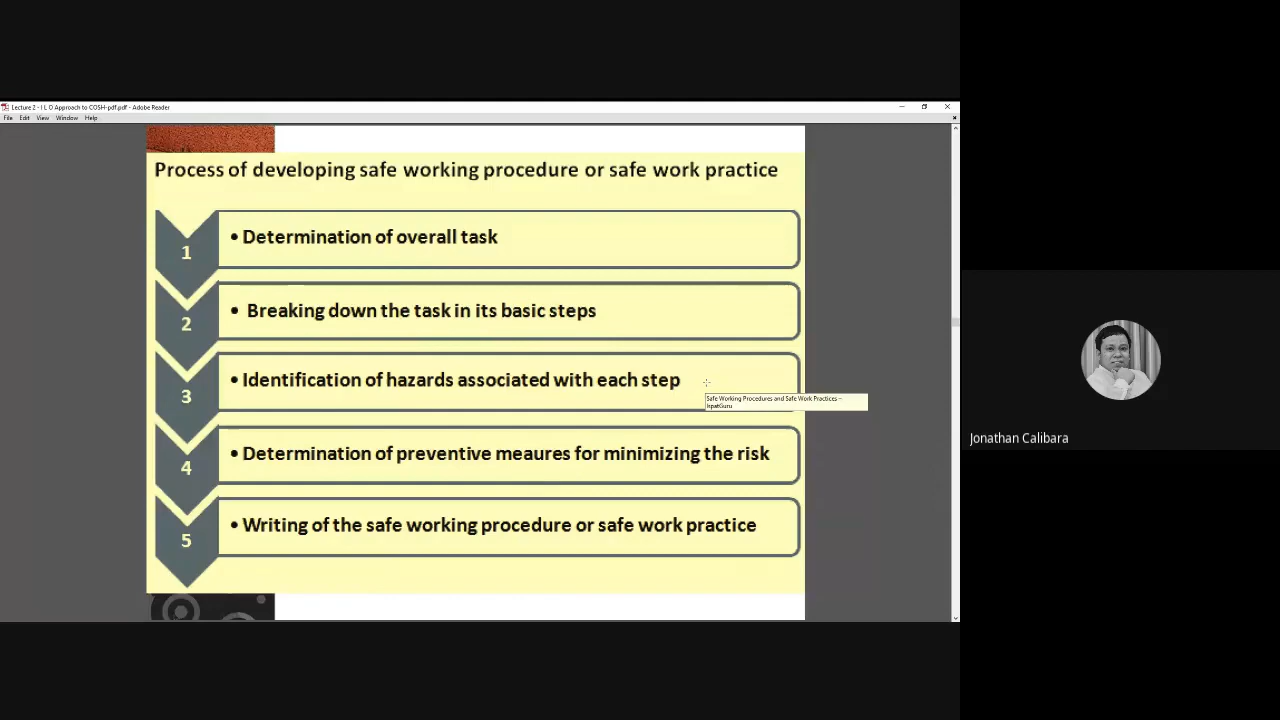 Lecture 2 - I L O Approach to COSH-pdf.pdf - Adobe Reader
File Edit View Window Help
Process of developing safe working procedure or safe work practice
1
• Determination of overall task
2
• Breaking down the task in its basic steps
3
• Identification of hazards associated with each step
Safe Working Procedures and Safe Work Practices –
IspatGuru
4
• Determination of preventive meaures for minimizing the risk
5
• Writing of the safe working procedure or safe work practice
Jonathan Calibara